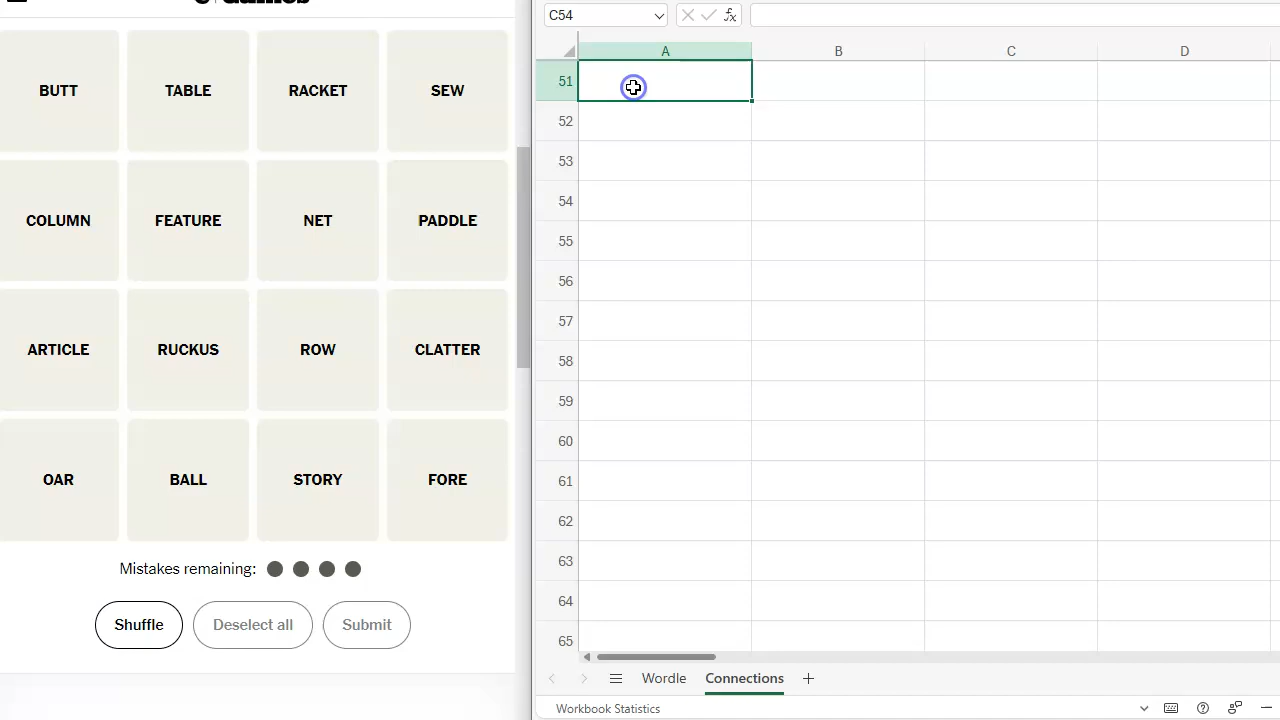 C54
A B C D
BUTT TABLE RACKET SEW
COLUMN FEATURE NET PADDLE
ARTICLE RUCKUS ROW CLATTER
OAR BALL STORY FORE
Mistakes remaining:
Shuffle Deselect all Submit
51
52
53
54
55
56
57
58
59
60
61
62
63
64
65
Wordle Connections +
Workbook Statistics